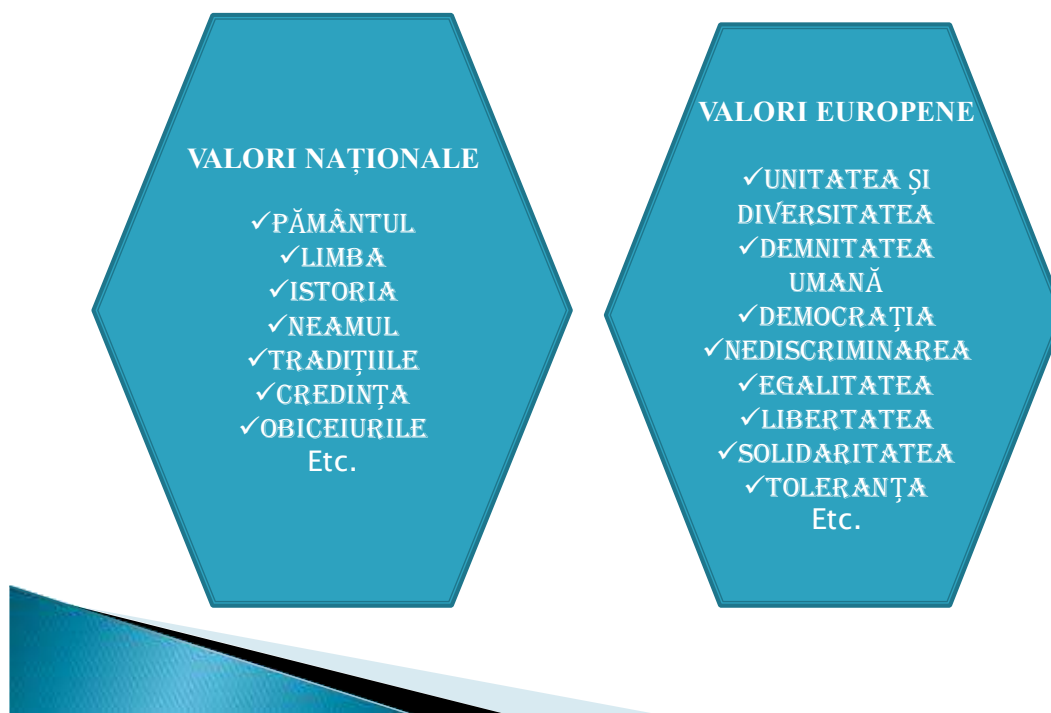 VALORI NAȚIONALE
✓PĂMÂNTUL
✓LIMBA
✓ISTORIA
✓NEAMUL
✓TRADIȚIILE
✓CREDINȚA
✓OBICEIURILE
Etc.
VALORI EUROPENE
✓UNITATEA ȘI
DIVERSITATEA
✓DEMNITATEA
UMANĂ
✓DEMOCRAȚIA
✓NEDISCRIMINAREA
✓EGALITATEA
✓LIBERTATEA
✓SOLIDARITATEA
✓TOLERANȚA
Etc.